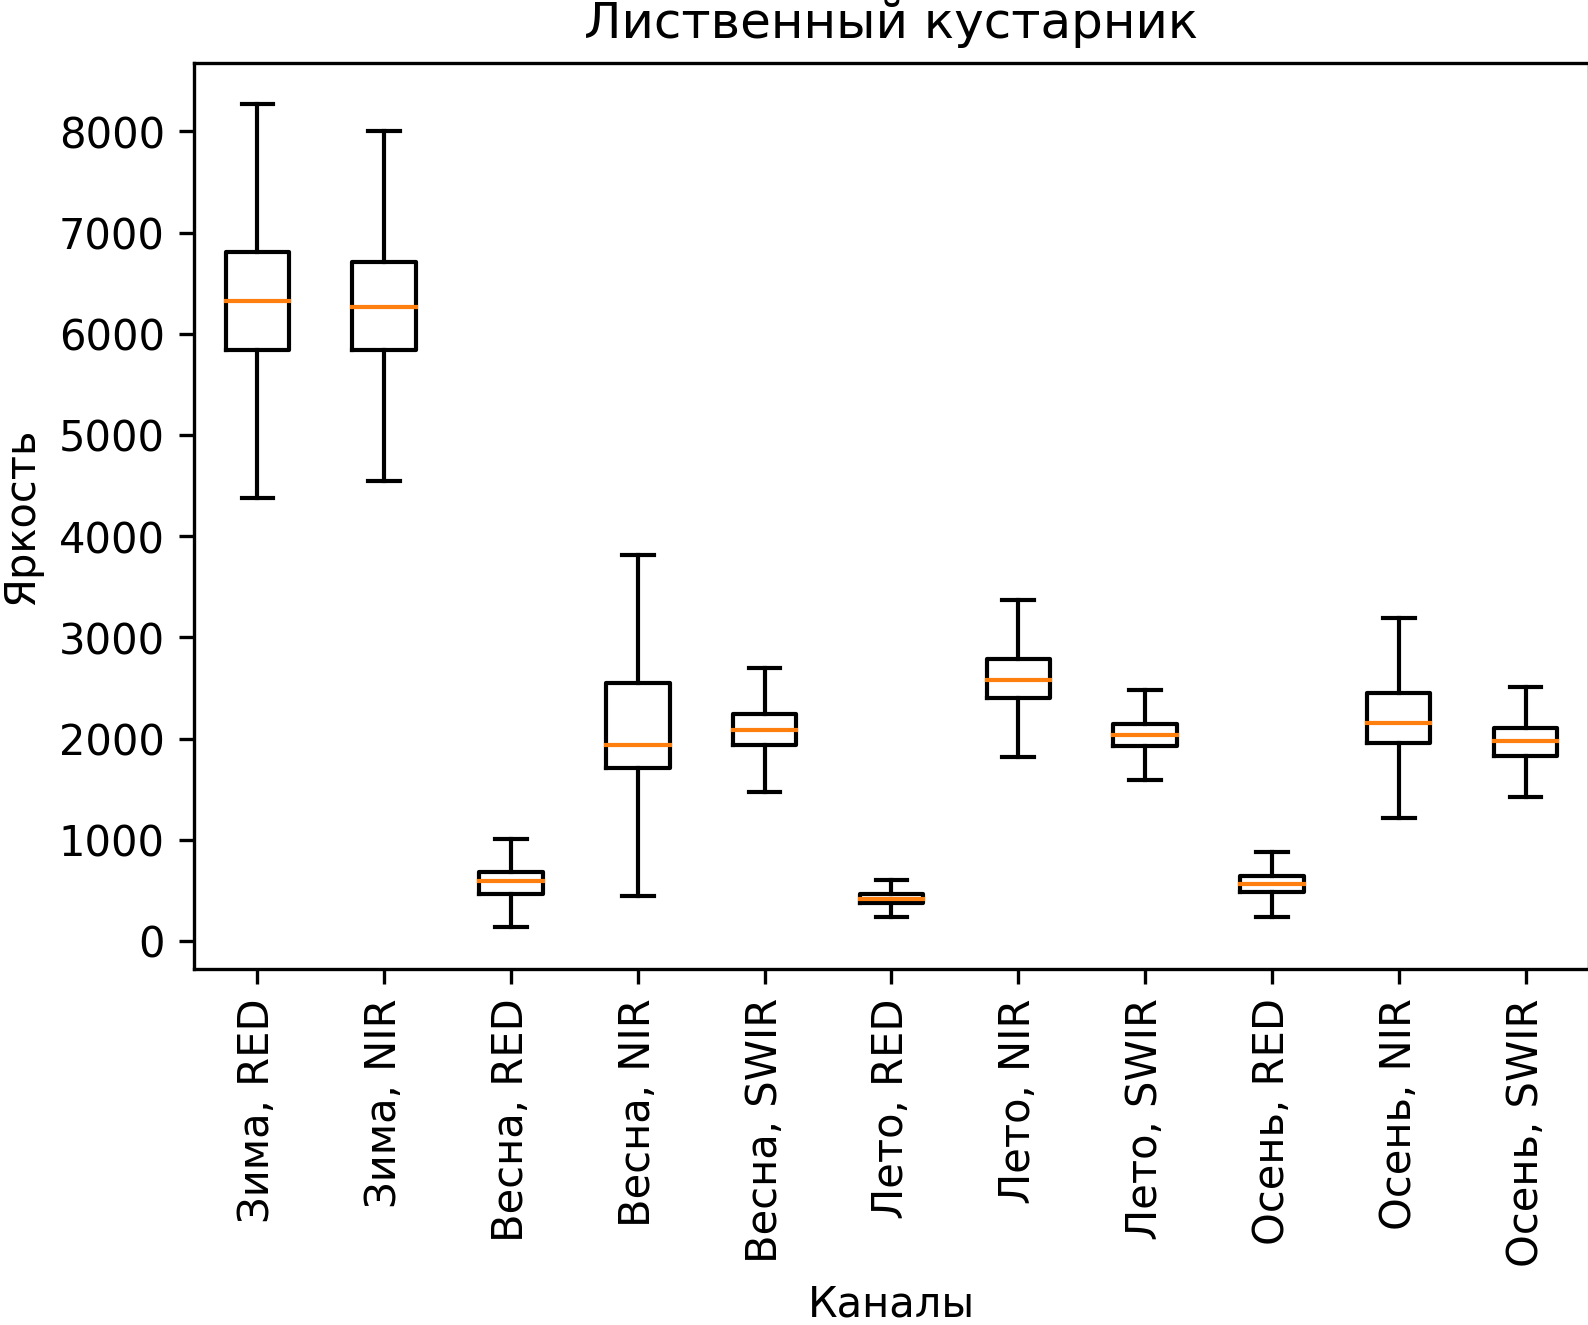 Лиственный кустарник
Яркость
8000
7000
6000
5000
4000
3000
2000
1000
0
Зима, RED
Зима, NIR
Весна, RED
Весна, NIR
Весна, SWIR
Лето, RED
Лето, NIR
Лето, SWIR
Осень, RED
Осень, NIR
Осень, SWIR
Каналы